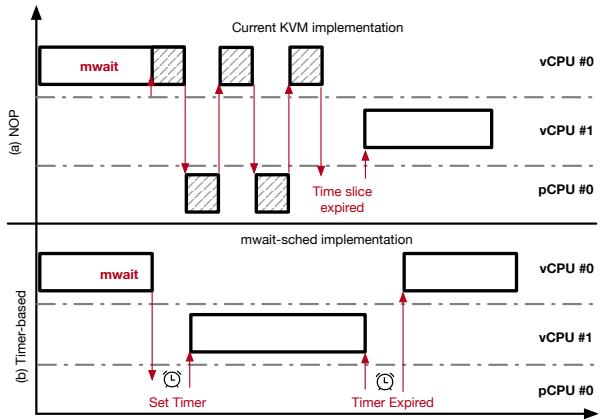 Current KVM implementation
(a) NOP
mwait
vCPU #0
vCPU #1
pCPU #0
Time slice
expired
mwait-sched implementation
(b) Timer-based
mwait
vCPU #0
vCPU #1
pCPU #0
Set Timer
Timer Expired